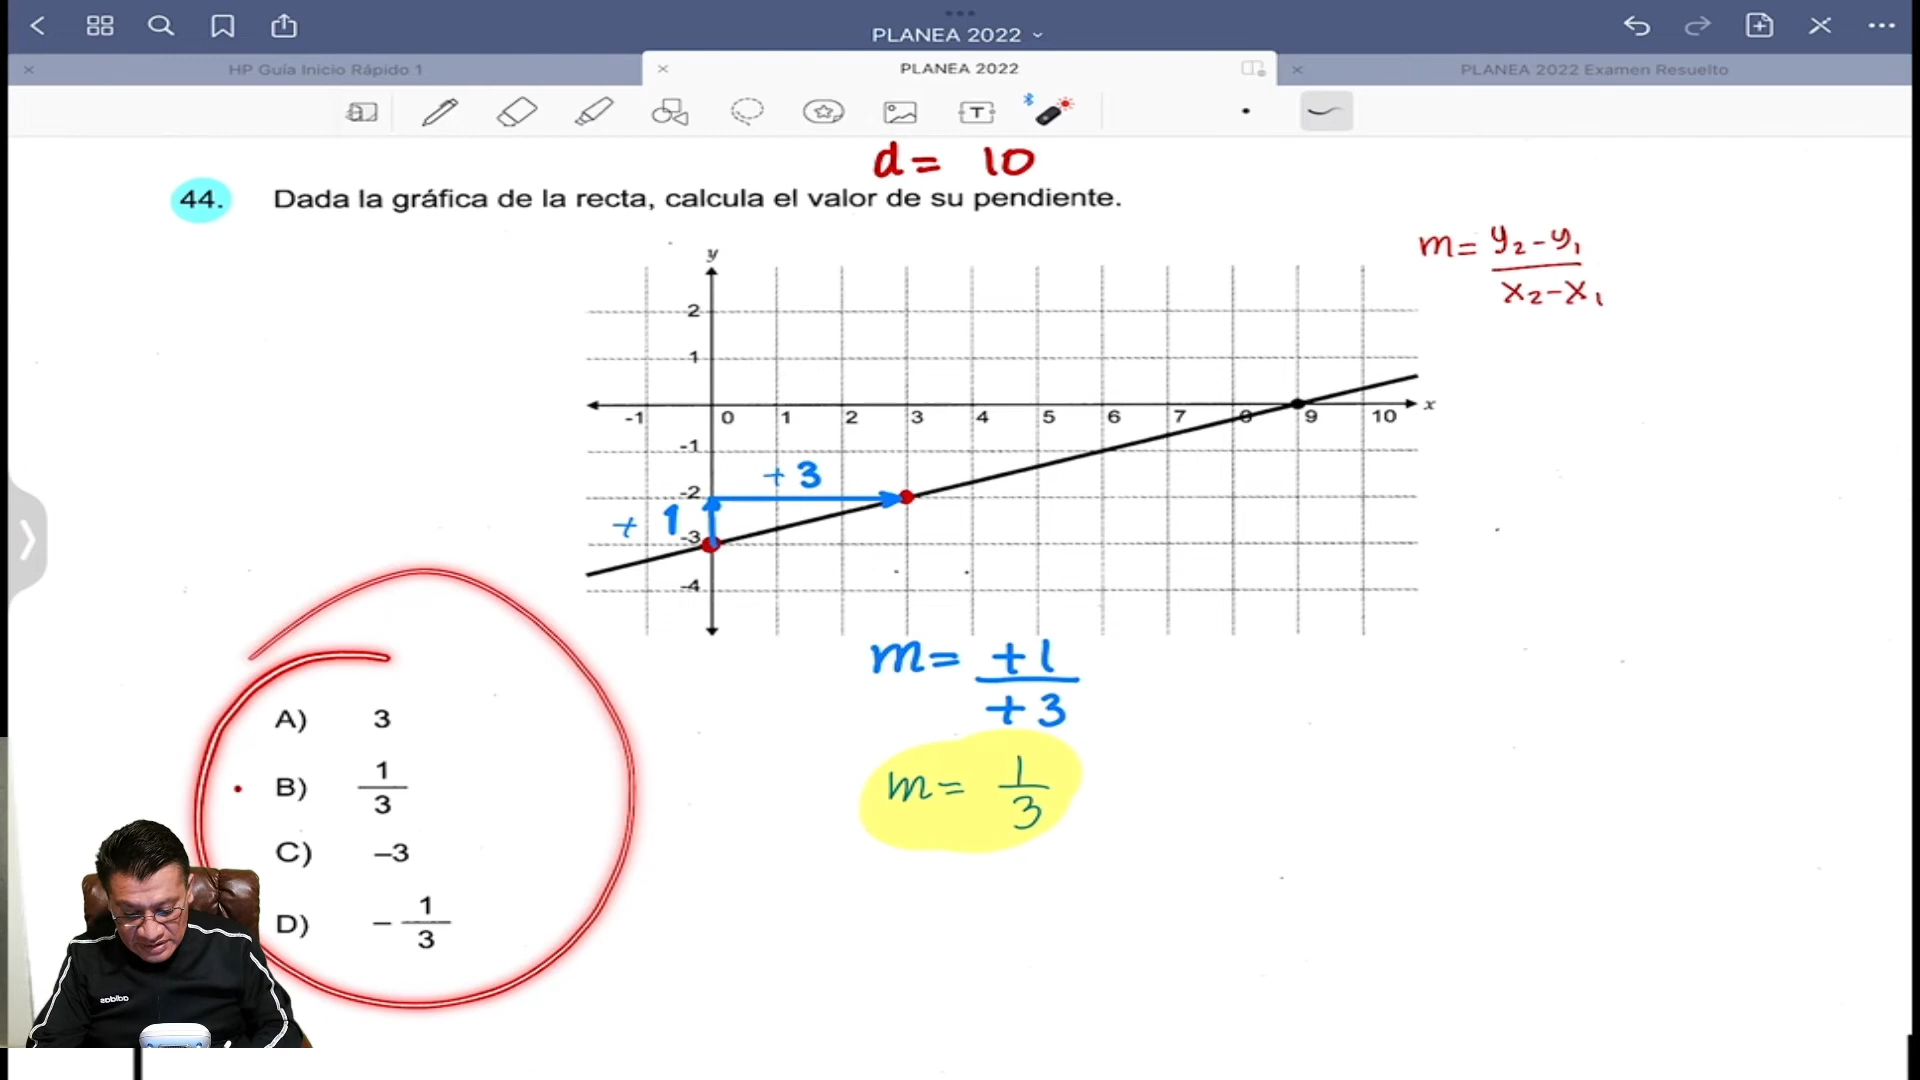 PLANEA 2022
HP Guía Inicio Rápido 1
PLANEA 2022
PLANEA 2022 Examen Resuelto
T
d = 10
44. Dada la gráfica de la recta, calcula el valor de su pendiente.
m = y₂ - y₁
x₂ - x₁
y
2
1
-1 0 1 2 3 4 5 6 7 8 9 10 x
-1
+ 3
-2
+ 1
-3
-4
m = +1
+3
A) 3
m = 1
3
B) 1
3
C) –3
D) – 1
3
adidas